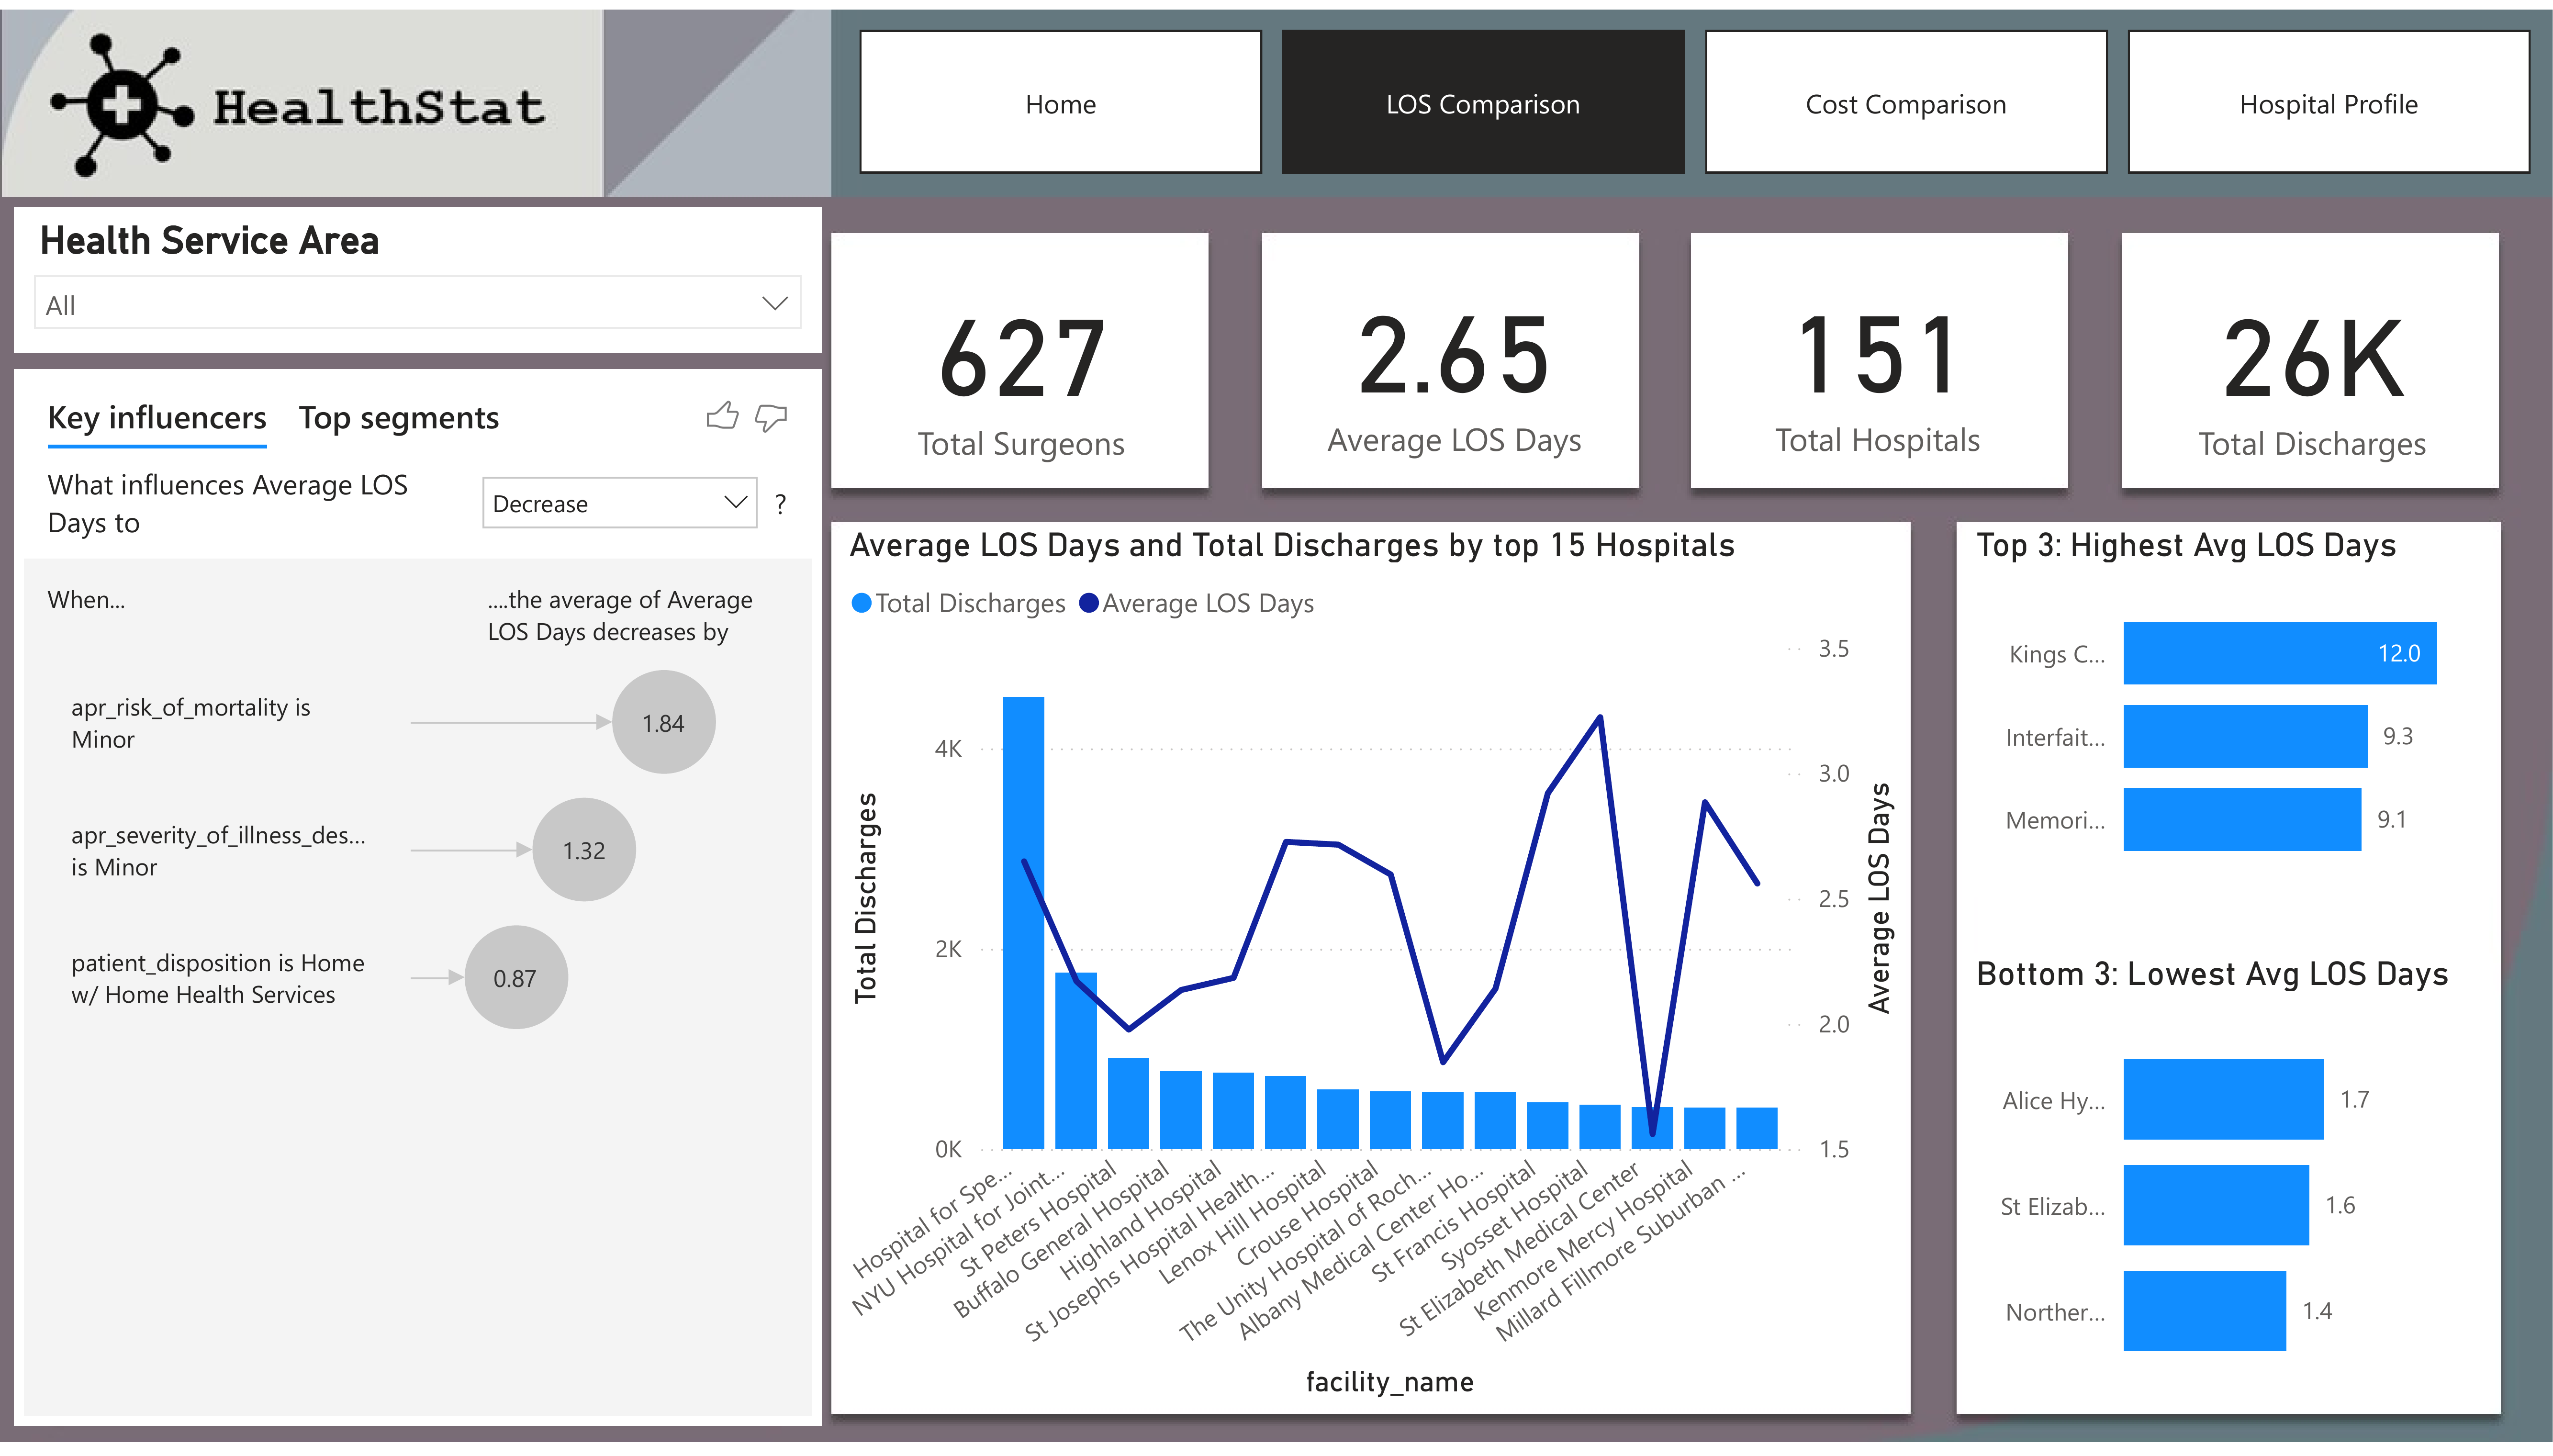 HealthStat
Home
LOS Comparison
Cost Comparison
Hospital Profile
Health Service Area
All
627
Total Surgeons
2.65
Average LOS Days
151
Total Hospitals
26K
Total Discharges
Key influencers
Top segments
What influences Average LOS
Days to
Decrease
?
When...
....the average of Average
LOS Days decreases by
apr_risk_of_mortality is
Minor
1.84
apr_severity_of_illness_des...
is Minor
1.32
patient_disposition is Home
w/ Home Health Services
0.87
Average LOS Days and Total Discharges by top 15 Hospitals
Total Discharges
Average LOS Days
Total Discharges
4K
2K
0K
3.5
3.0
2.5
2.0
1.5
Average LOS Days
Hospital for Spe...
NYU Hospital for Joint...
St Peters Hospital
Buffalo General Hospital
Highland Hospital
St Josephs Hospital Health...
Lenox Hill Hospital
Crouse Hospital
The Unity Hospital of Roch...
Albany Medical Center Ho...
St Francis Hospital
Syosset Hospital
St Elizabeth Medical Center
Kenmore Mercy Hospital
Millard Fillmore Suburban ...
facility_name
Top 3: Highest Avg LOS Days
Kings C...
12.0
Interfait...
9.3
Memori...
9.1
Bottom 3: Lowest Avg LOS Days
Alice Hy...
1.7
St Elizab...
1.6
Norther...
1.4